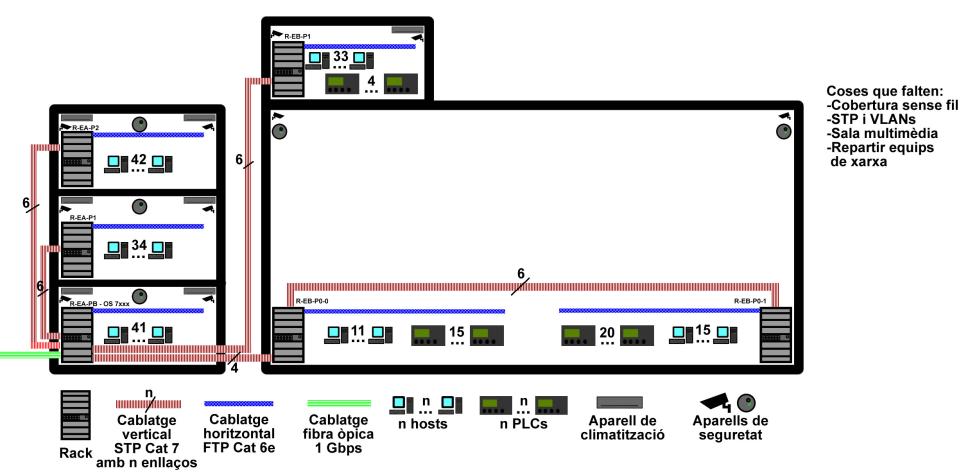 R-EB-P1
33
4
Coses que falten:
-Cobertura sense fil
-STP i VLANs
-Sala multimèdia
-Repartir equips
de xarxa
R-EA-P2
42
6
6
R-EA-P1
34
6
6
R-EA-PB - OS 7xxx
R-EB-P0-0
R-EB-P0-1
41
11
15
20
15
4
n
n
n
Rack
Cablatge
vertical
STP Cat 7
amb n enllaços
Cablatge
horitzontal
FTP Cat 6e
Cablatge
fibra òpica
1 Gbps
n hosts
n PLCs
Aparell de
climatització
Aparells de
seguretat